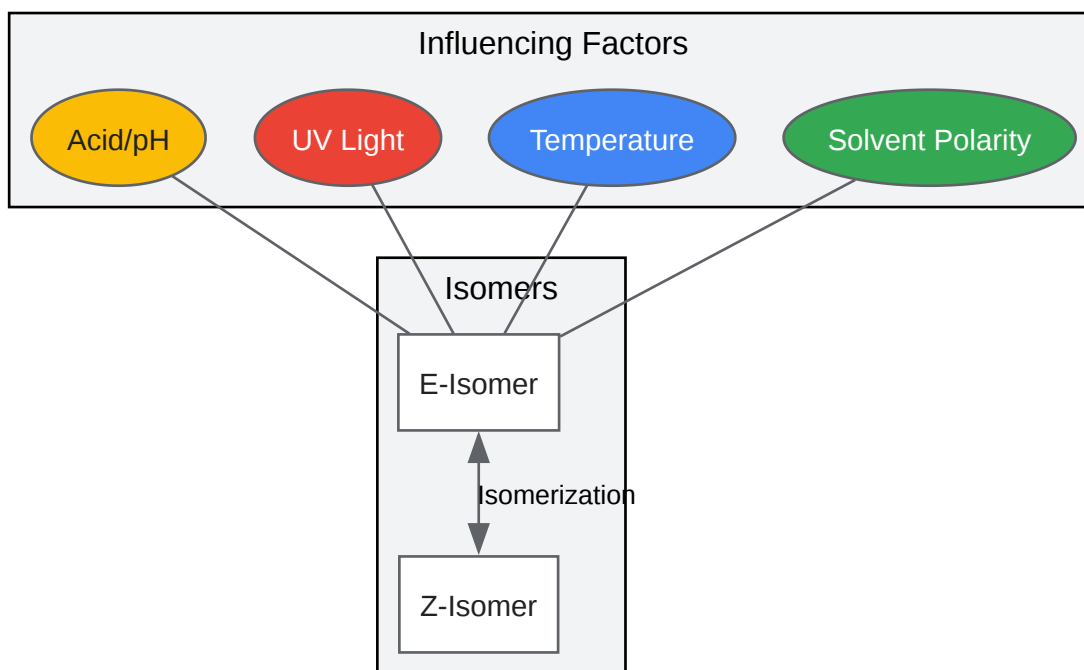 Influencing Factors
Acid/pH
UV Light
Temperature
Solvent Polarity
Isomers
E-Isomer
Isomerization
Z-Isomer